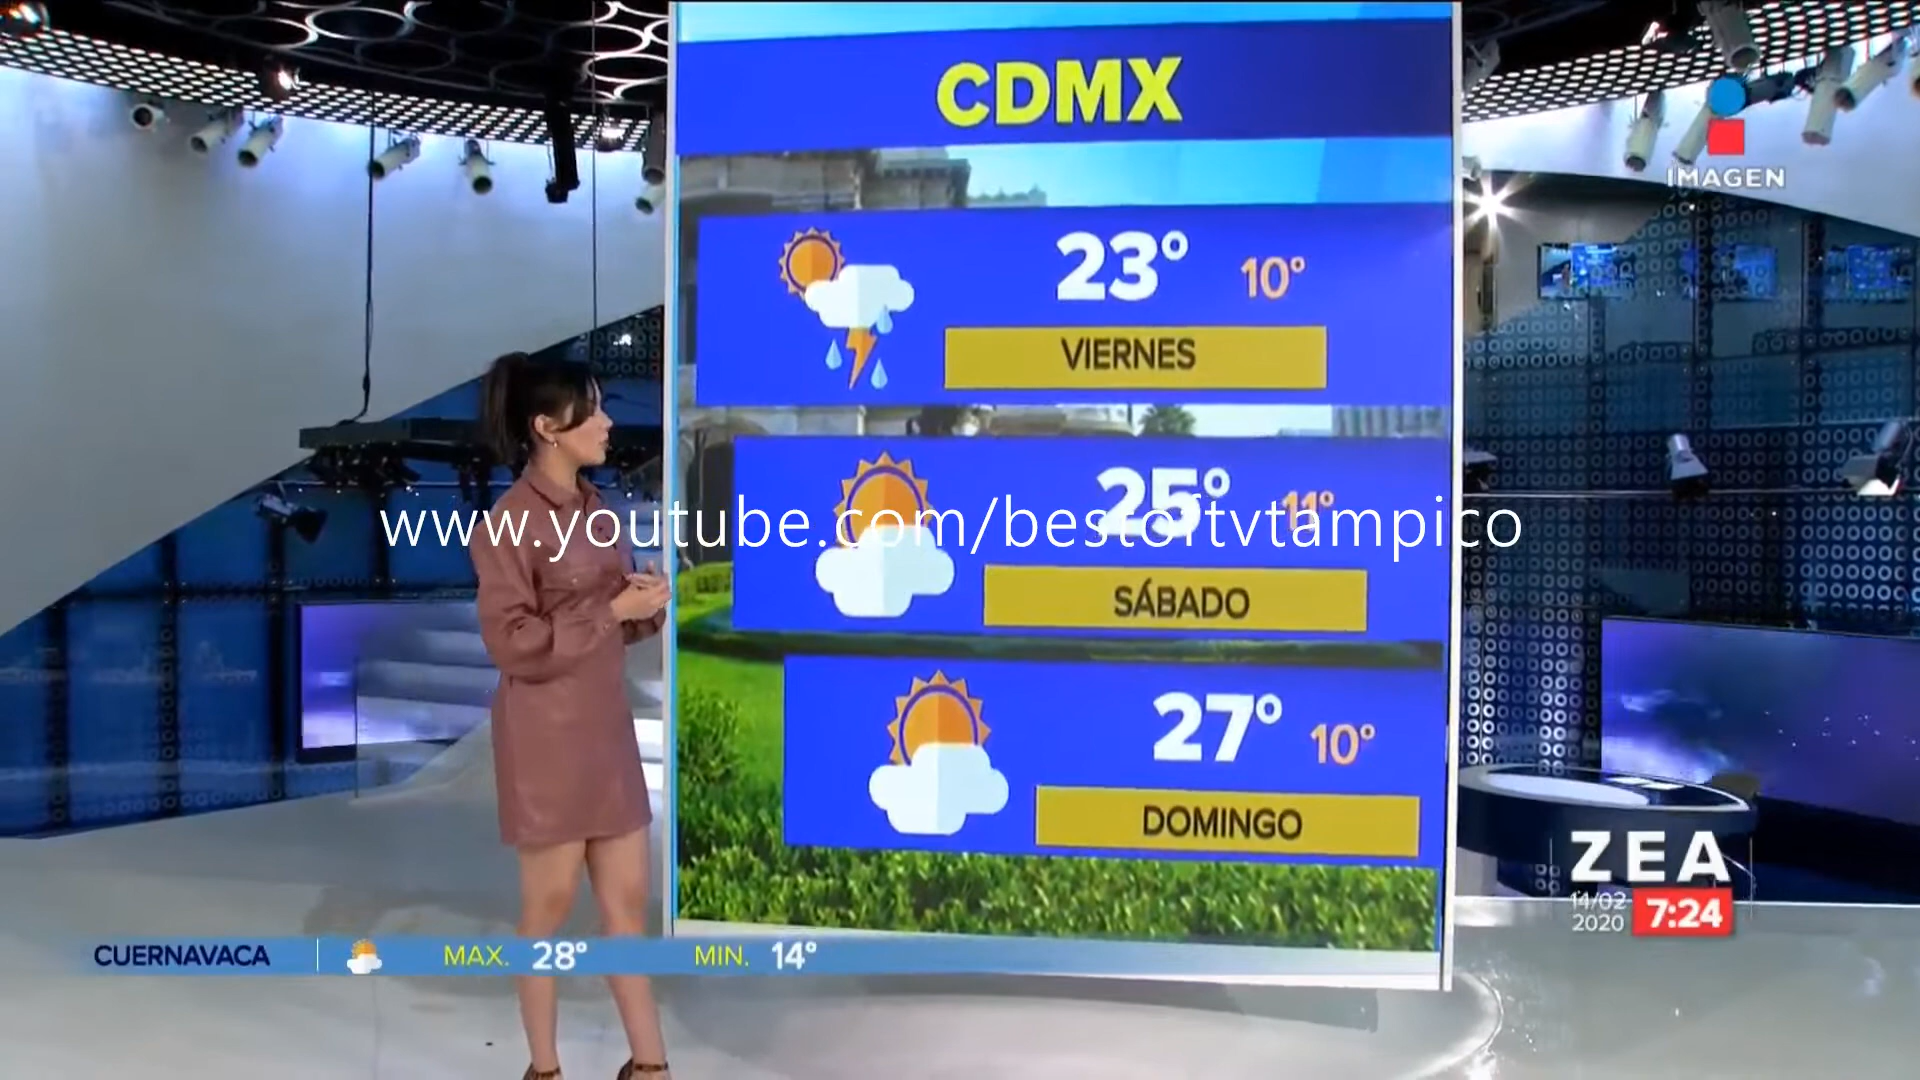 CDMX
IMAGEN
23° 10°
VIERNES
25° 11°
www.youtube.com/bestoftvtampico
SÁBADO
27° 10°
DOMINGO
ZEA
14/02
2020
7:24
CUERNAVACA MAX. 28° MIN. 14°